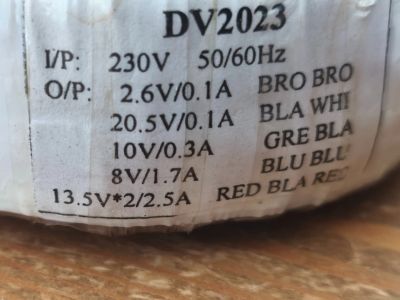 DV2023
I/P: 230V 50/60Hz
O/P: 2.6V/0.1A BRO BRO
20.5V/0.1A BLA WHI
10V/0.3A GRE BLA
8V/1.7A BLU BLU
13.5V*2/2.5A RED BLA RED